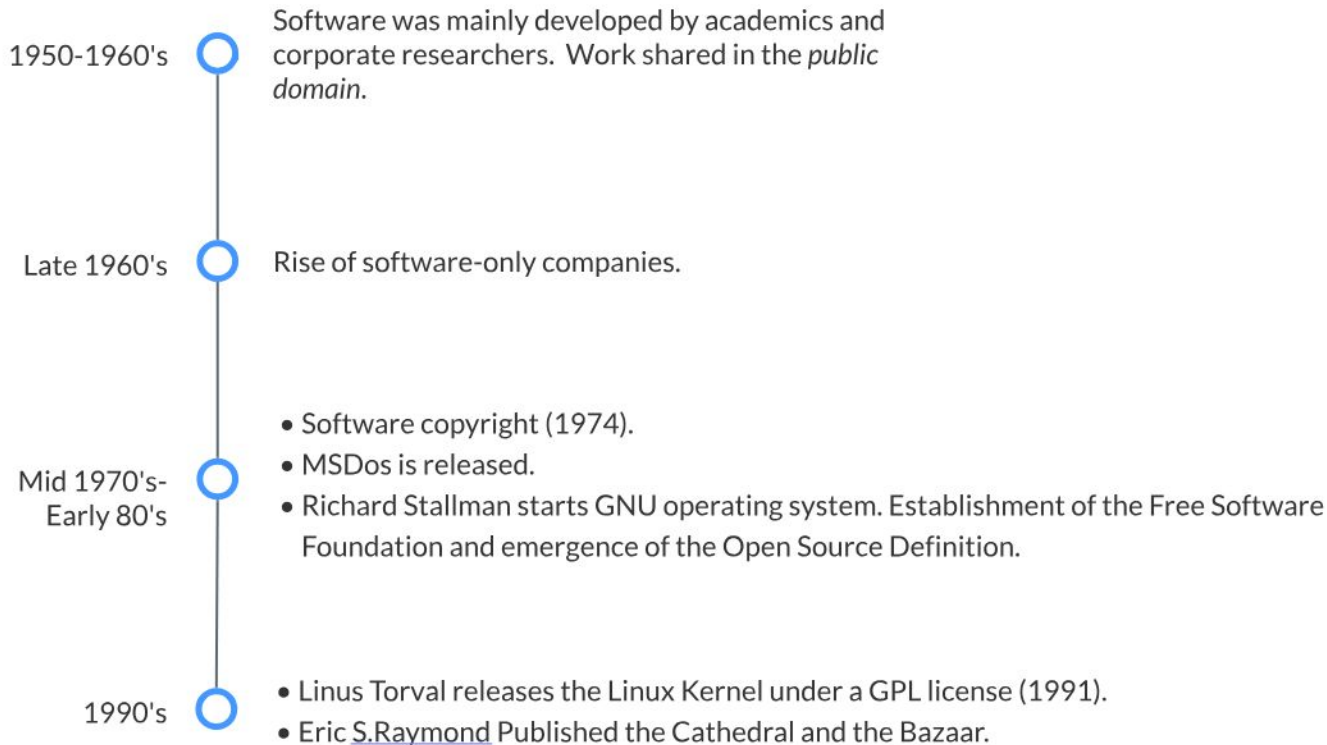 1950-1960's
Software was mainly developed by academics and
corporate researchers. Work shared in the public
domain.
Late 1960's
Rise of software-only companies.
Mid 1970's-
Early 80's
• Software copyright (1974).
• MSDos is released.
• Richard Stallman starts GNU operating system. Establishment of the Free Software
Foundation and emergence of the Open Source Definition.
1990's
• Linus Torval releases the Linux Kernel under a GPL license (1991).
• Eric S.Raymond Published the Cathedral and the Bazaar.